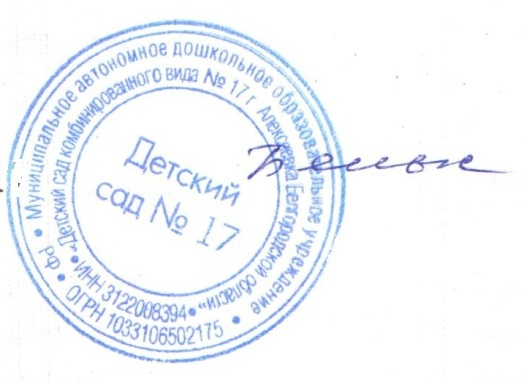 Муниципальное автономное дошкольное образовательное учреждение
• РФ • ОГРН 1033106502175 •
"Детский сад комбинированного вида № 17 г. Алексеевка Белгородской области"
• ИНН 3122008394 •
Детский
сад № 17